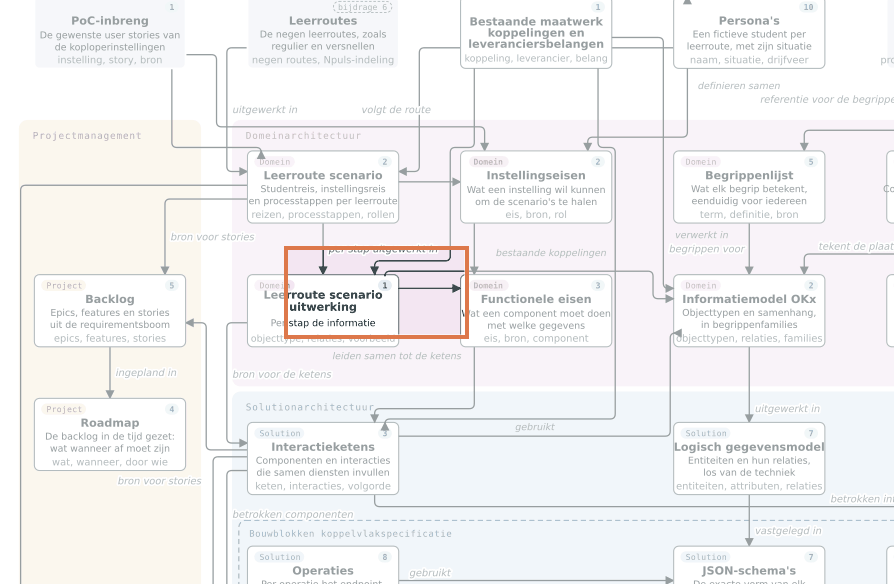 1
PoC-inbreng
De gewenste user stories van
de koploperinstellingen
instelling, story, bron
bijdrage 6
Leerroutes
De negen leerroutes, zoals
regulier en versnellen
negen routes, Npuls-indeling
1
Bestaande maatwerk
koppelingen en
leveranciersbelangen
koppeling, leverancier, belang
10
Persona's
Een fictieve student per
leerroute, met zijn situatie
naam, situatie, drijfveer
definiëren samen
referentie voor de begrippe
uitgewerkt in
volgt de route
Projectmanagement
Domeinarchitectuur
Domein
2
Leerroute scenario
Studentreis, instellingsreis
en processtappen per leerroute
reizen, processtappen, rollen
Domein
2
Instellingseisen
Wat een instelling wil kunnen
om de scenario's te halen
eis, bron, rol
Domein
5
Begrippenlijst
Wat elk begrip betekent,
eenduidig voor iedereen
term, definitie, bron
bron voor stories
per stap uitgewerkt in
bestaande koppelingen
verwerkt in
begrippen voor
tekent de plaat
Project
5
Backlog
Epics, features en stories
uit de requirementsboom
epics, features, stories
Domein
1
Leerroute scenario
uitwerking
Per stap de informatie
objecttype, relaties, voorbeeld
Domein
3
Functionele eisen
Wat een component moet doen
met welke gegevens
eis, bron, component
Domein
2
Informatiemodel OKx
Objecttypen en samenhang,
in begrippenfamilies
objecttypen, relaties, families
leiden samen tot de ketens
bron voor de ketens
ingepland in
Project
4
Roadmap
De backlog in de tijd gezet:
wat wanneer af moet zijn
wat, wanneer, door wie
bron voor stories
Solutionarchitectuur
uitgewerkt in
gebruikt
Solution
3
Interactieketens
Componenten en interacties
die samen diensten invullen
keten, interacties, volgorde
Solution
7
Logisch gegevensmodel
Entiteiten en hun relaties,
los van de techniek
entiteiten, attributen, relaties
betrokken in
betrokken componenten
Bouwblokken koppelvlakspecificatie
vastgelegd in
Solution
8
Operaties
gebruikt
Solution
7
JSON-schema's